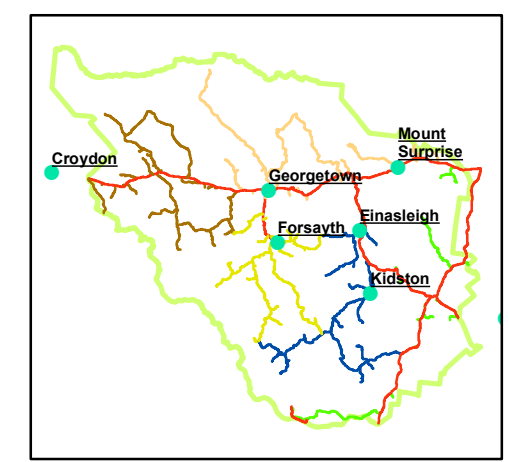 Mount
Surprise
Croydon
Georgetown
Forsayth
Einasleigh
Kidston